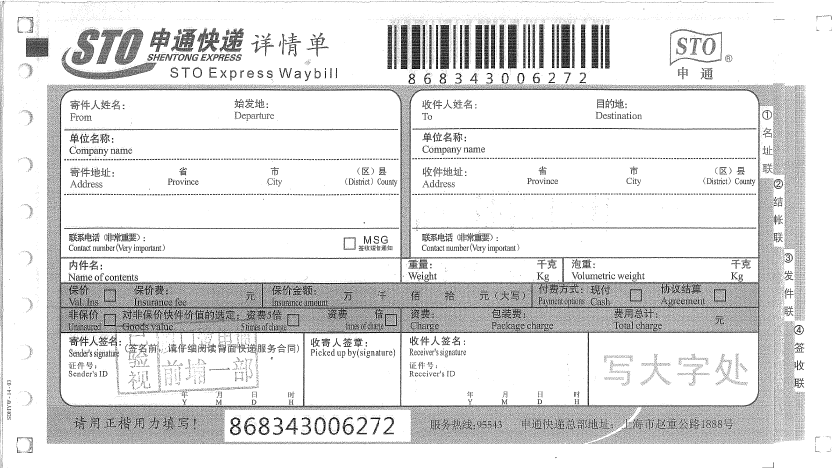 STO 申通快递 详情单
SHENTONG EXPRESS
STO Express Waybill
868343006272
STO ®
申通
寄件人姓名: 始发地: 收件人姓名: 目的地:
From Departure To Destination
单位名称: 单位名称:
Company name Company name
寄件地址: 省 市 (区)县 收件地址: 省 市 (区)县
Address Province City (District) County Address Province City (District) County
联系电话(非常重要): MSG 联系电话(非常重要):
Contact number(Very important) 签收短信通知 Contact number(Very important)
内件名: 重量: 千克 泡重: 千克
Name of contents Weight Kg Volumetric weight Kg
保价 保价费: 元 保价金额: 万 千 佰 拾 元(大写) 付费方式: 现付 协议结算
Val. Ins Insurance fee Insurance amount Payment options Cash Agreement
非保价 对非保价快件价值的选定: 资费5倍 资费 倍 资费: 包装费: 费用总计: 元
Uninsured Goods value 5 times of charge times of charge Charge Package charge Total charge
寄件人签名: (签名前,请仔细阅读背面快递服务合同) 收寄人签章: 收件人签名:
Sender's signature Picked up by(signature) Receiver's signature
证件号: 证件号:
Sender's ID Receiver's ID
验视
前埔一部
写大字处
年 月 日 时 年 月 日 时
Y M D H Y M D H
①名址联
②结帐联
③发件联
④签收联
请用正楷用力填写!
868343006272
服务热线: 95543 申通快递总部地址: 上海市赵重公路1888号